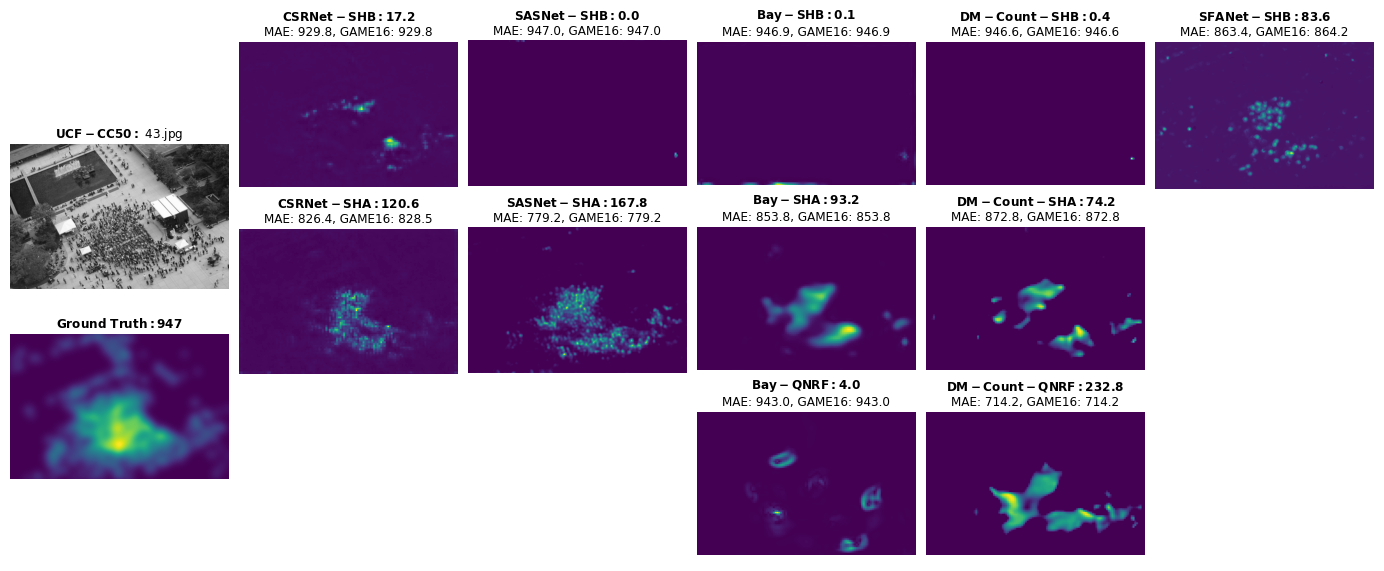 CSRNet − SHB: 17.2
MAE: 929.8, GAME16: 929.8
SASNet − SHB: 0.0
MAE: 947.0, GAME16: 947.0
Bay − SHB: 0.1
MAE: 946.9, GAME16: 946.9
DM − Count − SHB: 0.4
MAE: 946.6, GAME16: 946.6
SFANet − SHB: 83.6
MAE: 863.4, GAME16: 864.2
UCF − CC50: 43.jpg
CSRNet − SHA: 120.6
MAE: 826.4, GAME16: 828.5
SASNet − SHA: 167.8
MAE: 779.2, GAME16: 779.2
Bay − SHA: 93.2
MAE: 853.8, GAME16: 853.8
DM − Count − SHA: 74.2
MAE: 872.8, GAME16: 872.8
Ground Truth: 947
Bay − QNRF: 4.0
MAE: 943.0, GAME16: 943.0
DM − Count − QNRF: 232.8
MAE: 714.2, GAME16: 714.2